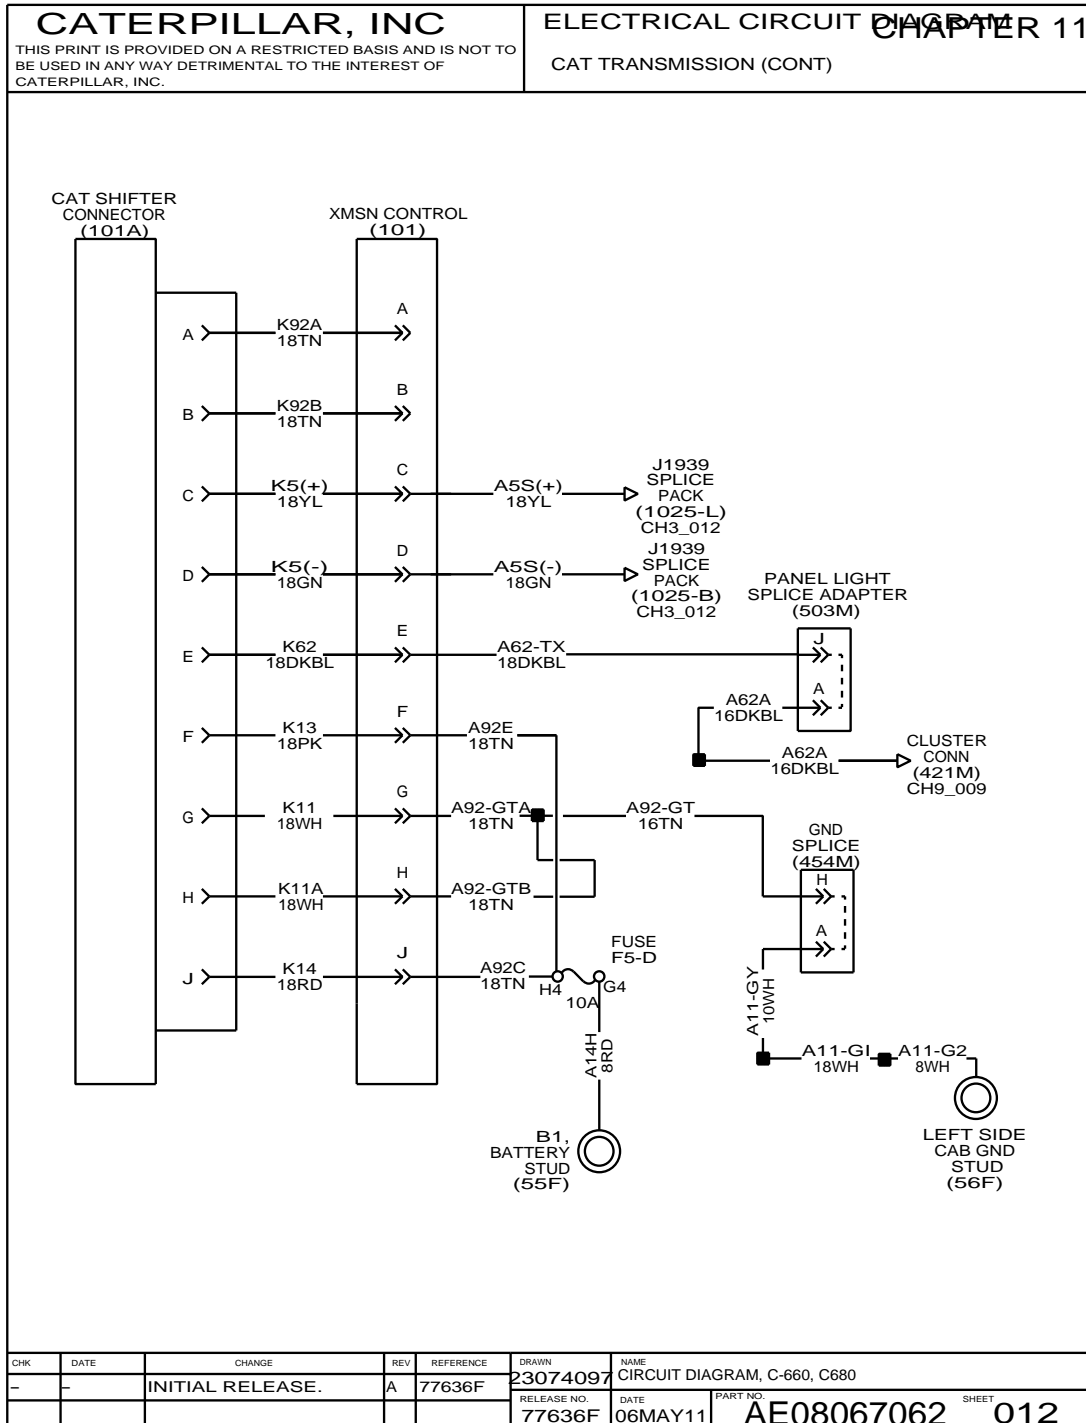 CATERPILLAR, INC
THIS PRINT IS PROVIDED ON A RESTRICTED BASIS AND IS NOT TO
BE USED IN ANY WAY DETRIMENTAL TO THE INTEREST OF
CATERPILLAR, INC.
ELECTRICAL CIRCUIT DIAGRAM
CHAPTER 11
CAT TRANSMISSION (CONT)
CAT SHIFTER
CONNECTOR
(101A)
XMSN CONTROL
(101)
A
K92A
18TN
A
B
K92B
18TN
B
C
K5(+)
18YL
C
A5S(+)
18YL
J1939
SPLICE
PACK
(1025-L)
CH3_012
D
K5(-)
18GN
D
A5S(-)
18GN
J1939
SPLICE
PACK
(1025-B)
CH3_012
PANEL LIGHT
SPLICE ADAPTER
(503M)
E
K62
18DKBL
E
A62-TX
18DKBL
J
A
A62A
16DKBL
A62A
16DKBL
CLUSTER
CONN
(421M)
CH9_009
F
K13
18PK
F
A92E
18TN
G
K11
18WH
G
A92-GTA
18TN
A92-GT
16TN
GND
SPLICE
(454M)
H
A
H
K11A
18WH
H
A92-GTB
18TN
J
K14
18RD
J
A92C
18TN
H4
FUSE
F5-D
G4
10A
A14H
8RD
B1,
BATTERY
STUD
(55F)
A11-GY
10WH
A11-GI
18WH
A11-G2
8WH
LEFT SIDE
CAB GND
STUD
(56F)
CHK DATE CHANGE REV REFERENCE
- - INITIAL RELEASE. A 77636F
DRAWN
23074097
NAME
CIRCUIT DIAGRAM, C-660, C680
RELEASE NO.
77636F
DATE
06MAY11
PART NO.
AE08067062
SHEET
012